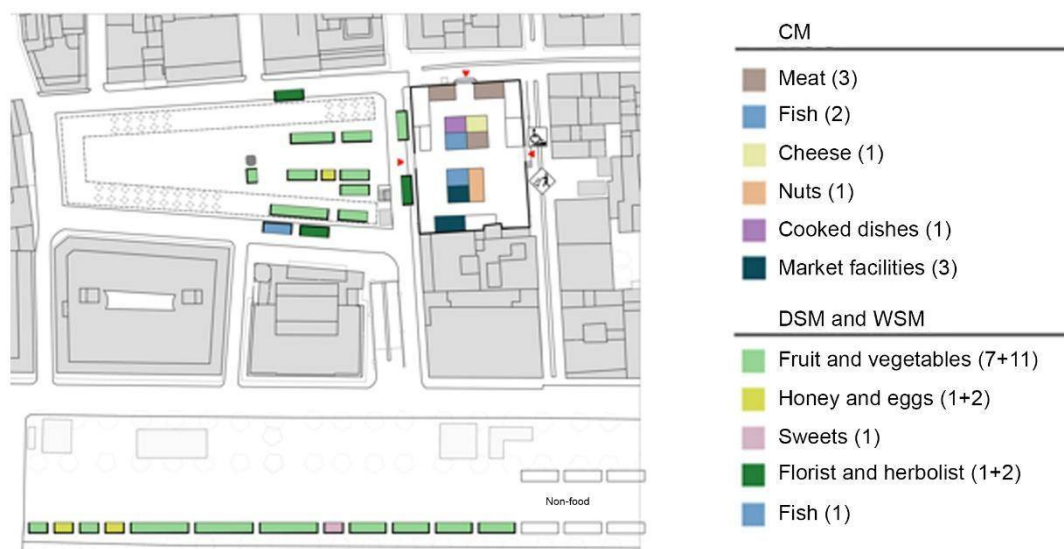 CM
Meat (3)
Fish (2)
Cheese (1)
Nuts (1)
Cooked dishes (1)
Market facilities (3)
DSM and WSM
Fruit and vegetables (7+11)
Honey and eggs (1+2)
Sweets (1)
Florist and herbolist (1+2)
Fish (1)
Non-food